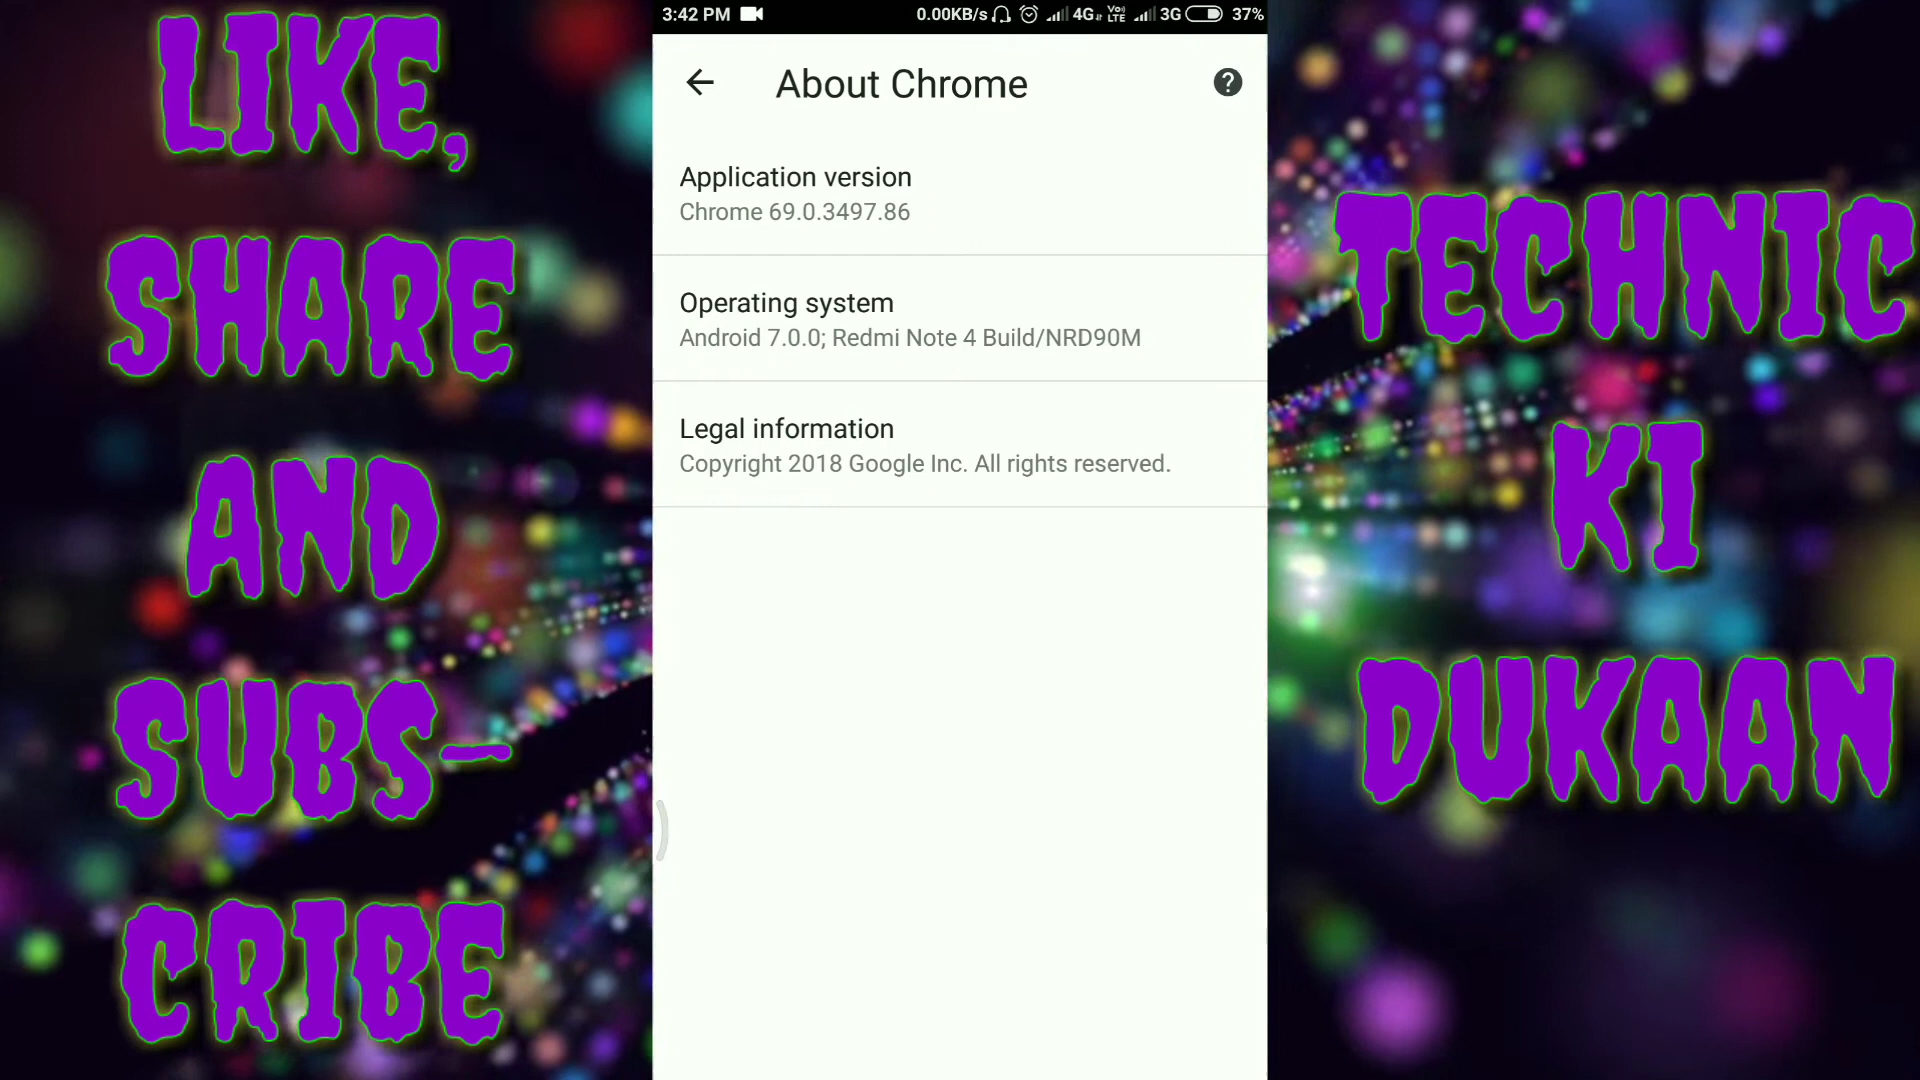 LIKE,
SHARE
AND
SUBS-
CRIBE
3:42 PM 0.00KB/s 4G Vo LTE 3G 37%
About Chrome
Application version
Chrome 69.0.3497.86
Operating system
Android 7.0.0; Redmi Note 4 Build/NRD90M
Legal information
Copyright 2018 Google Inc. All rights reserved.
TECHNIC
KI
DUKAAN